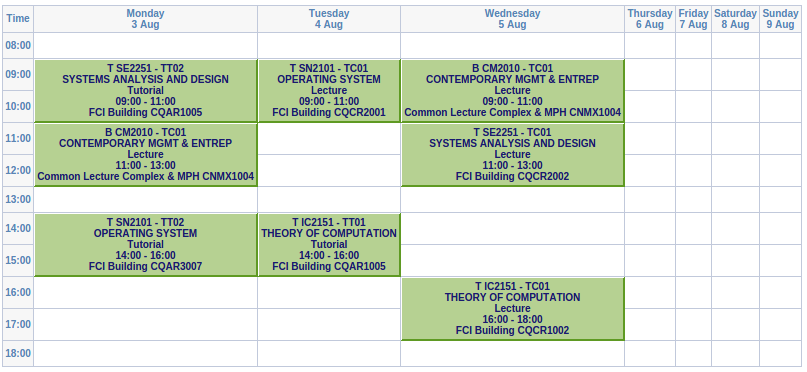 Time
Monday
3 Aug
Tuesday
4 Aug
Wednesday
5 Aug
Thursday
6 Aug
Friday
7 Aug
Saturday
8 Aug
Sunday
9 Aug
08:00
09:00
T SE2251 - TT02
SYSTEMS ANALYSIS AND DESIGN
Tutorial
09:00 - 11:00
FCI Building CQAR1005
T SN2101 - TC01
OPERATING SYSTEM
Lecture
09:00 - 11:00
FCI Building CQCR2001
B CM2010 - TC01
CONTEMPORARY MGMT & ENTREP
Lecture
09:00 - 11:00
Common Lecture Complex & MPH CNMX1004
10:00
11:00
B CM2010 - TC01
CONTEMPORARY MGMT & ENTREP
Lecture
11:00 - 13:00
Common Lecture Complex & MPH CNMX1004
T SE2251 - TC01
SYSTEMS ANALYSIS AND DESIGN
Lecture
11:00 - 13:00
FCI Building CQCR2002
12:00
13:00
14:00
T SN2101 - TT02
OPERATING SYSTEM
Tutorial
14:00 - 16:00
FCI Building CQAR3007
T IC2151 - TT01
THEORY OF COMPUTATION
Tutorial
14:00 - 16:00
FCI Building CQAR1005
15:00
16:00
T IC2151 - TC01
THEORY OF COMPUTATION
Lecture
16:00 - 18:00
FCI Building CQCR1002
17:00
18:00